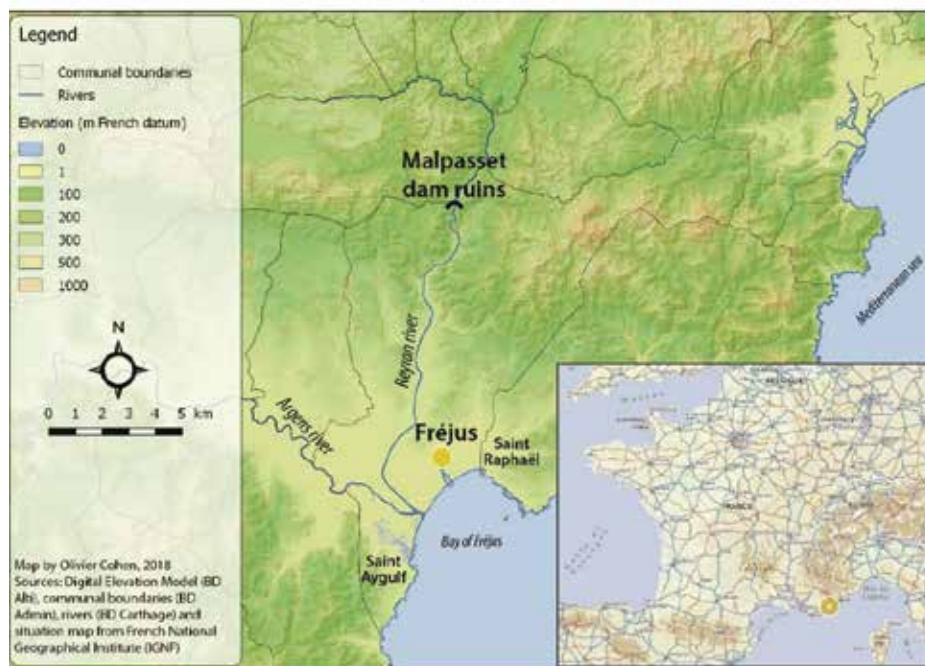 Legend
Communal boundaries
Rivers
Elevation (m French datum)
0
1
100
200
300
500
1000
N
0 1 2 3 4 5 km
Map by Olivier Cohen, 2018
Sources: Digital Elevation Model (BD
Alti), communal boundaries (BD
Admin), rivers (BD Carthage) and
situation map from French National
Geographical Institute (IGNF)
Malpasset
dam ruins
Reyran river
Argens river
Fréjus
Saint
Raphaël
Bay of Fréjus
Saint
Aygulf
Mediterranean sea
FRANCE